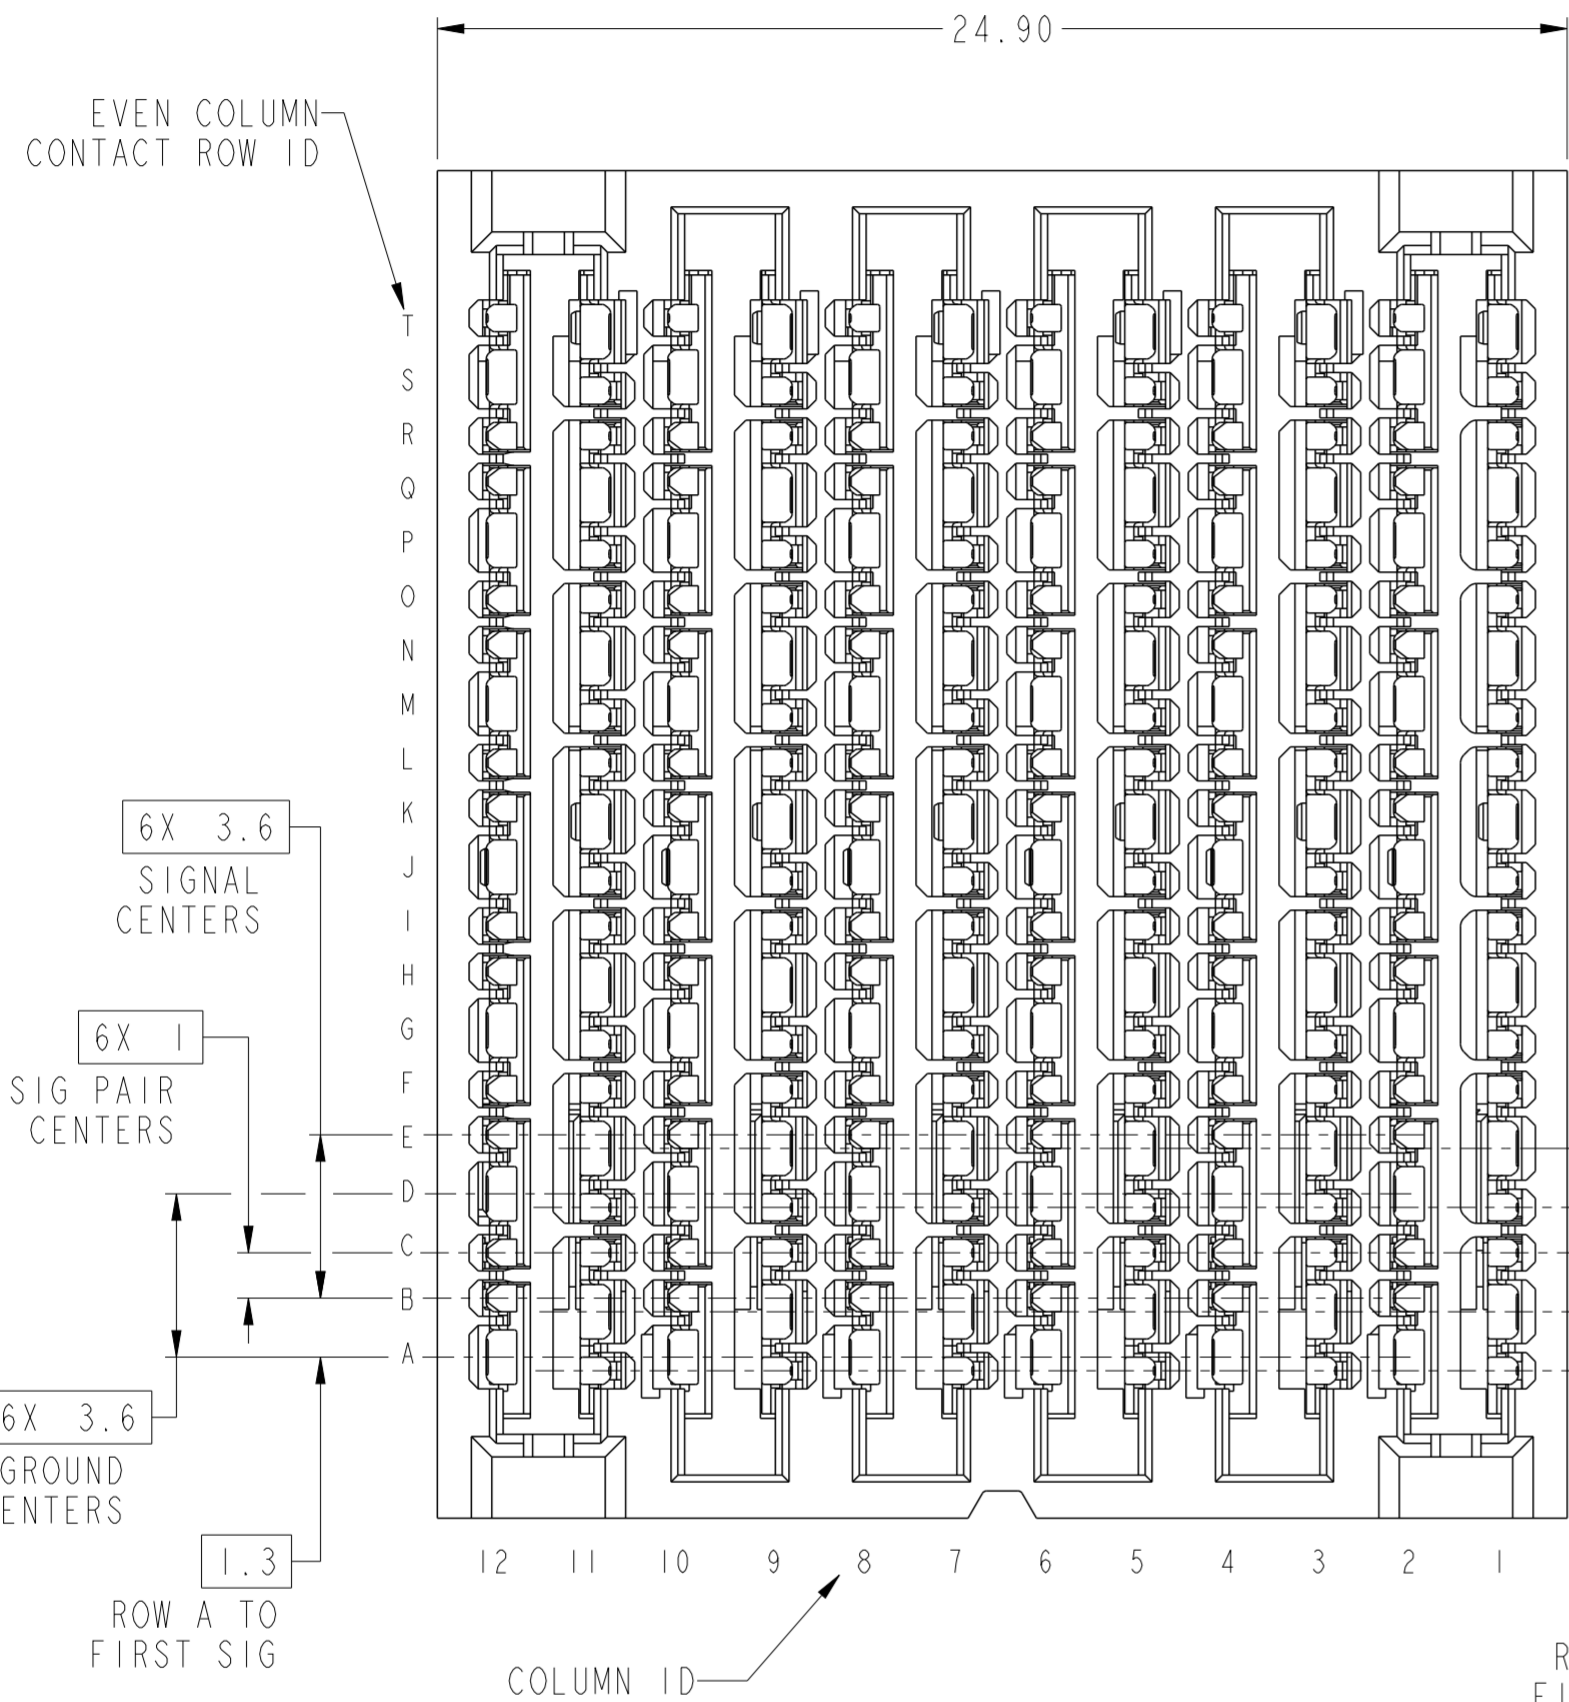 24.90
EVEN COLUMN
CONTACT ROW ID
T
S
R
Q
P
O
N
M
L
K
J
I
H
G
F
E
D
C
B
A
6X 3.6
SIGNAL
CENTERS
6X 1
SIG PAIR
CENTERS
6X 3.6
GROUND
ENTERS
1.3
ROW A TO
FIRST SIG
12 11 10 9 8 7 6 5 4 3 2 1
COLUMN ID
R